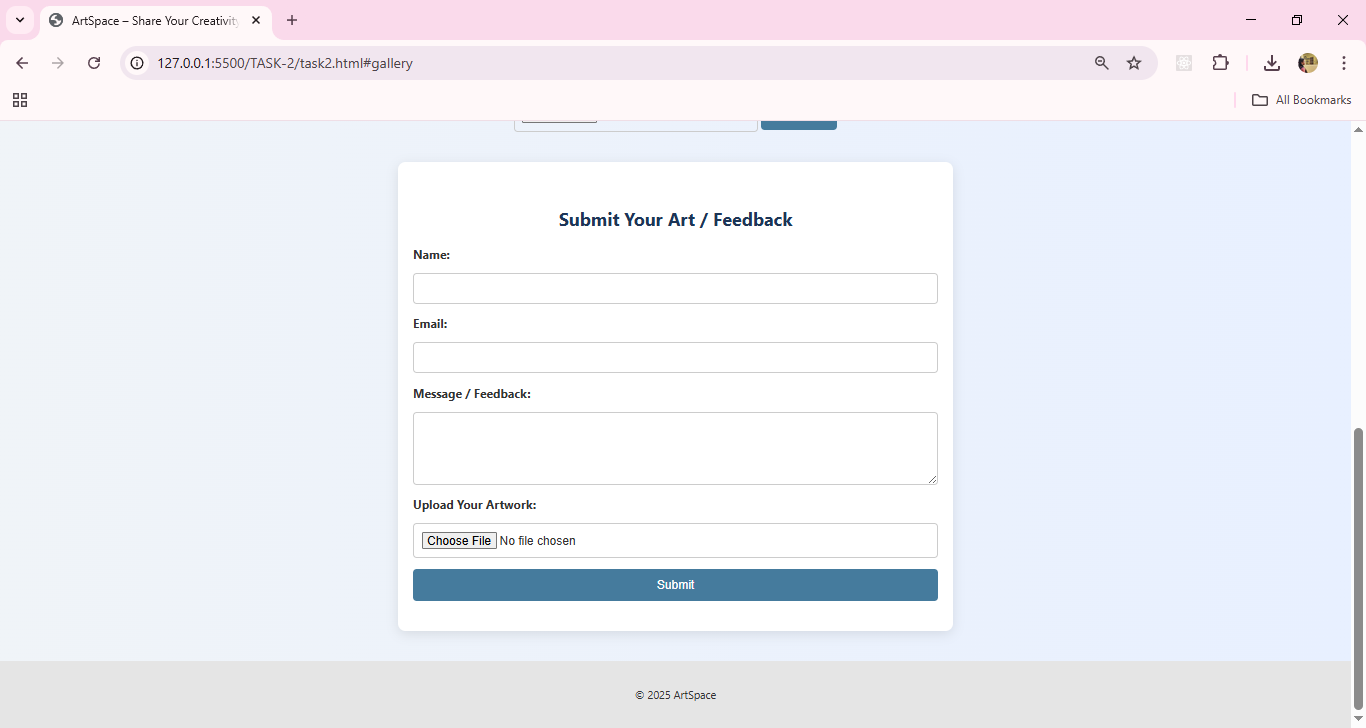 ArtSpace – Share Your Creativity
127.0.0.1:5500/TASK-2/task2.html#gallery
All Bookmarks
Submit Your Art / Feedback
Name:
Email:
Message / Feedback:
Upload Your Artwork:
Choose File No file chosen
Submit
© 2025 ArtSpace